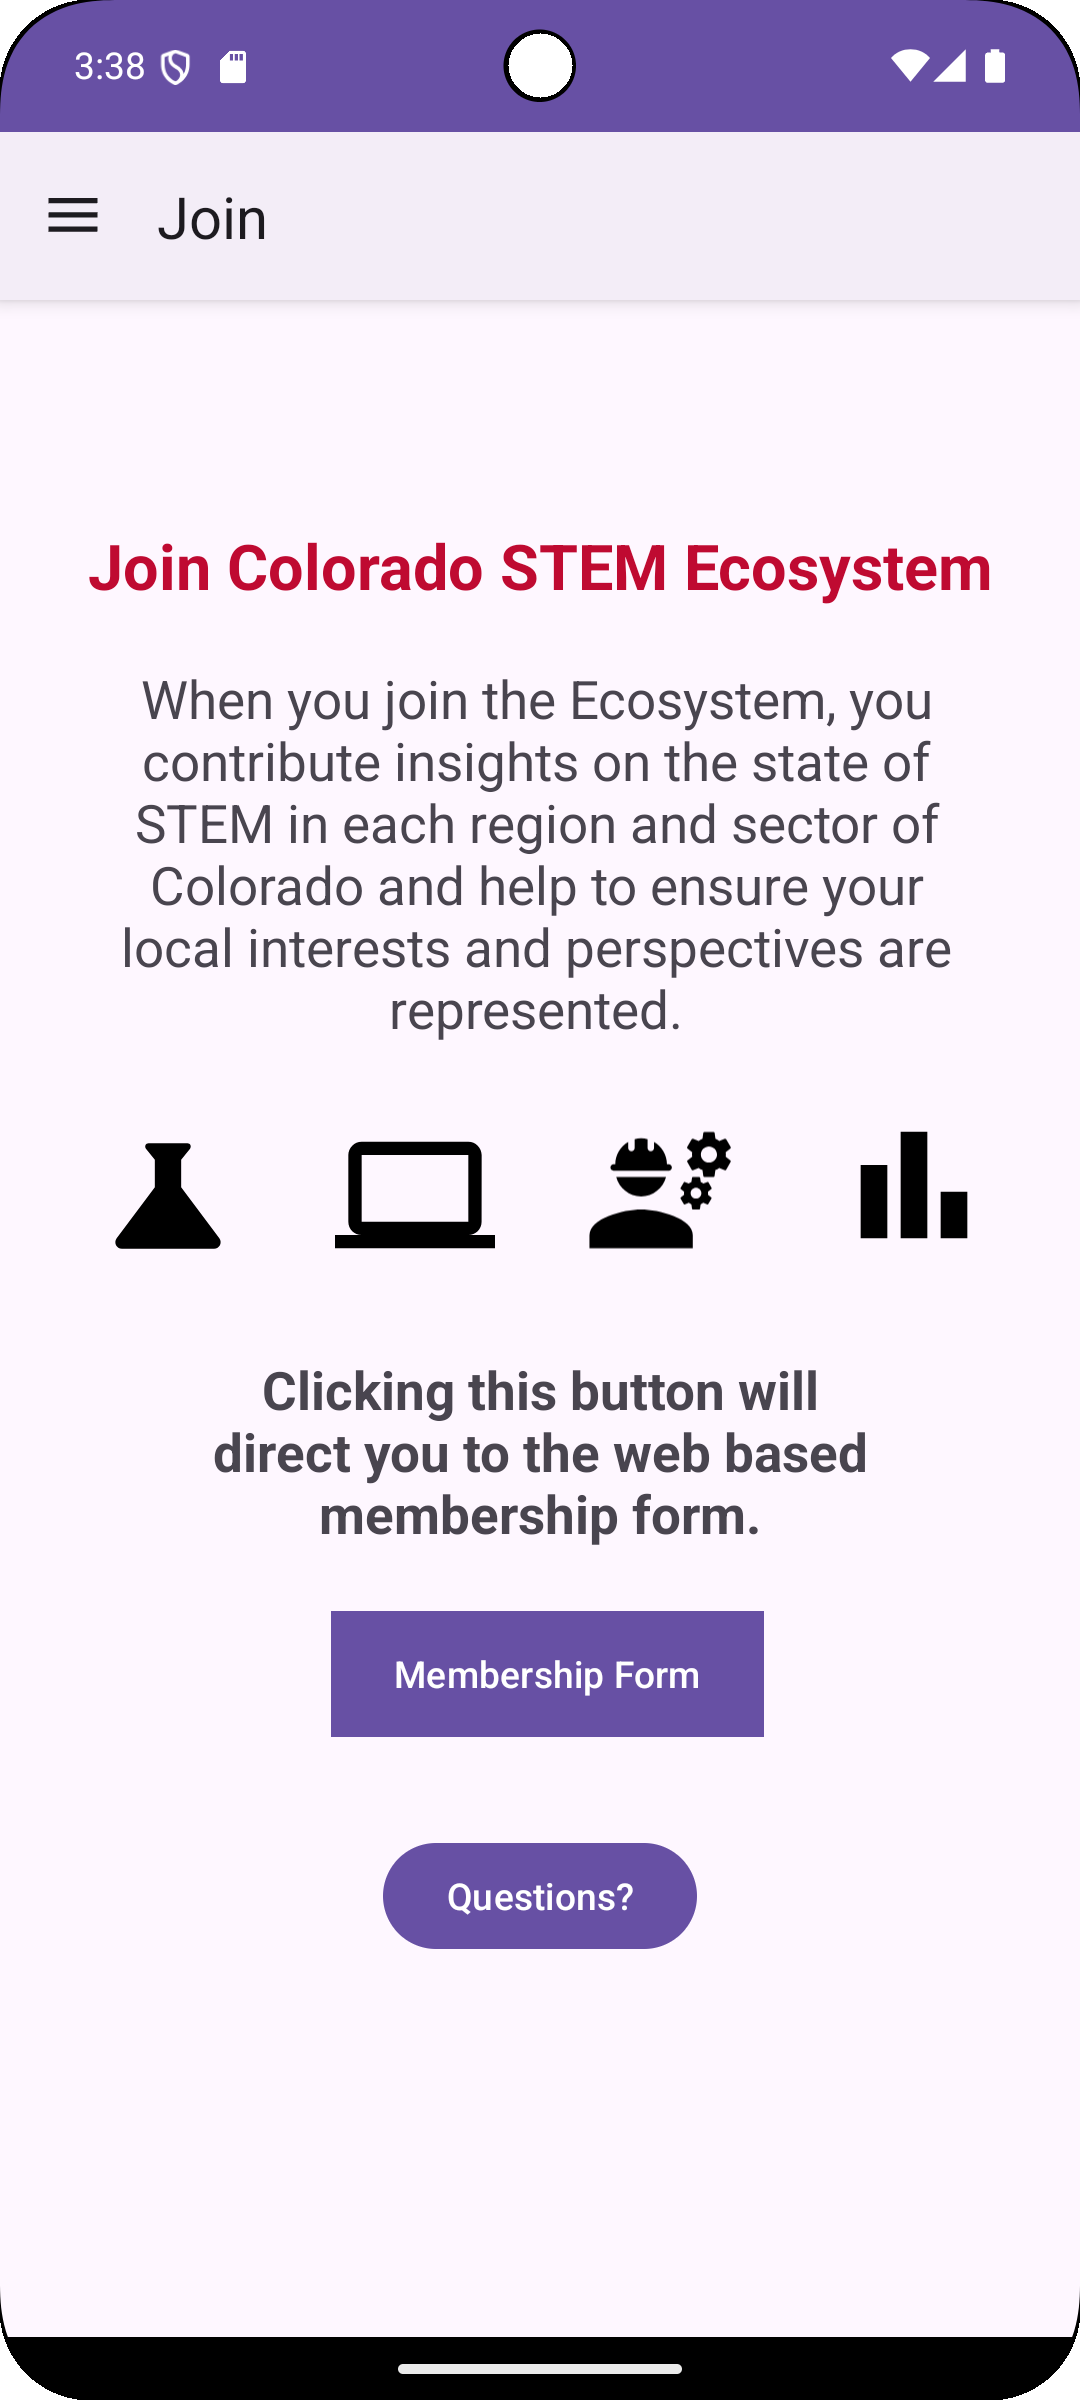 3:38
Join
Join Colorado STEM Ecosystem
When you join the Ecosystem, you
contribute insights on the state of
STEM in each region and sector of
Colorado and help to ensure your
local interests and perspectives are
represented.
Clicking this button will
direct you to the web based
membership form.
Membership Form
Questions?